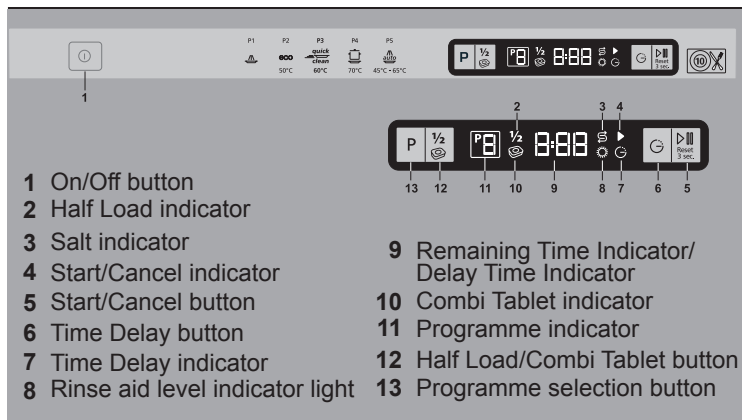 P1 P2 P3 P4 P5
eco quick clean auto
50°C 60°C 70°C 45°C - 65°C
P ½ P8 ½ 8:88 Reset 3 sec. 10
1
2 3 4
P ½ P8 ½ 8:88 Reset 3 sec.
13 12 11 10 9 8 7 6 5
1 On/Off button
2 Half Load indicator
3 Salt indicator
4 Start/Cancel indicator
5 Start/Cancel button
6 Time Delay button
7 Time Delay indicator
8 Rinse aid level indicator light
9 Remaining Time Indicator/
Delay Time Indicator
10 Combi Tablet indicator
11 Programme indicator
12 Half Load/Combi Tablet button
13 Programme selection button